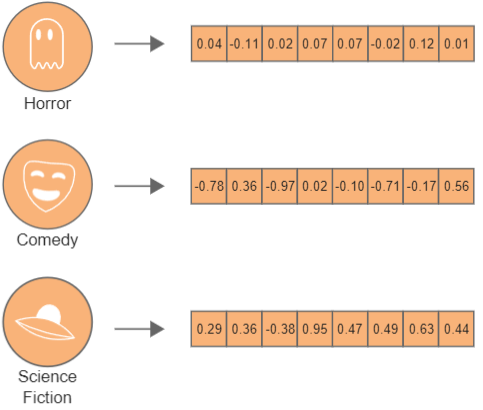 0.04 -0.11 0.02 0.07 0.07 -0.02 0.12 0.01
Horror
-0.78 0.36 -0.97 0.02 -0.10 -0.71 -0.17 0.56
Comedy
0.29 0.36 -0.38 0.95 0.47 0.49 0.63 0.44
Science
Fiction